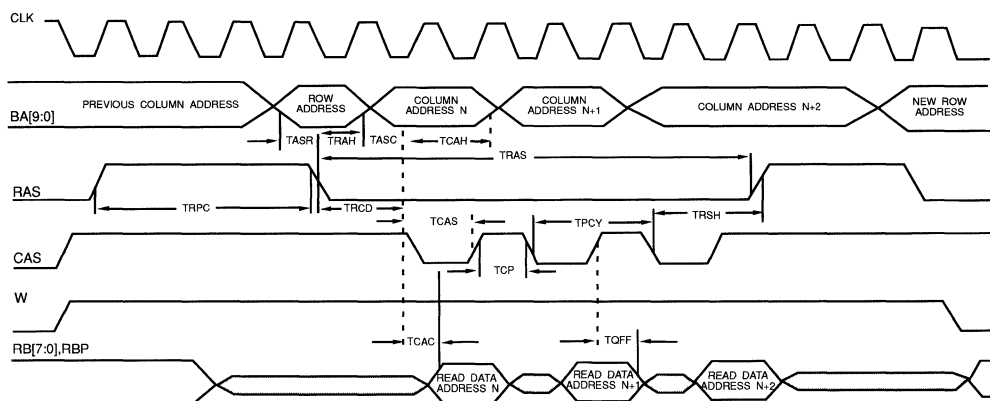 CLK
BA[9:0]
PREVIOUS COLUMN ADDRESS
ROW
ADDRESS
COLUMN
ADDRESS N
COLUMN
ADDRESS N+1
COLUMN ADDRESS N+2
NEW ROW
ADDRESS
TASR
TRAH
TASC
TCAH
TRAS
RAS
TRPC
TRCD
TCAS
TPCY
TRSH
CAS
TCP
W
TCAC
TQFF
RB[7:0],RBP
READ DATA
ADDRESS N
READ DATA
ADDRESS N+1
READ DATA
ADDRESS N+2